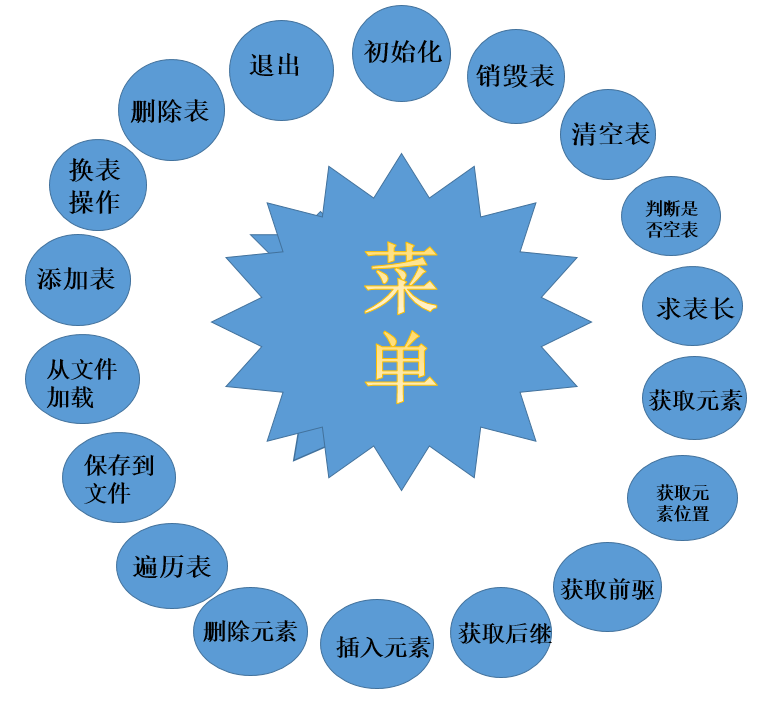 菜
单
初始化
销毁表
清空表
判断是
否空表
求表长
获取元素
获取元
素位置
获取前驱
获取后继
插入元素
删除元素
遍历表
保存到
文件
从文件
加载
添加表
换表
操作
删除表
退出